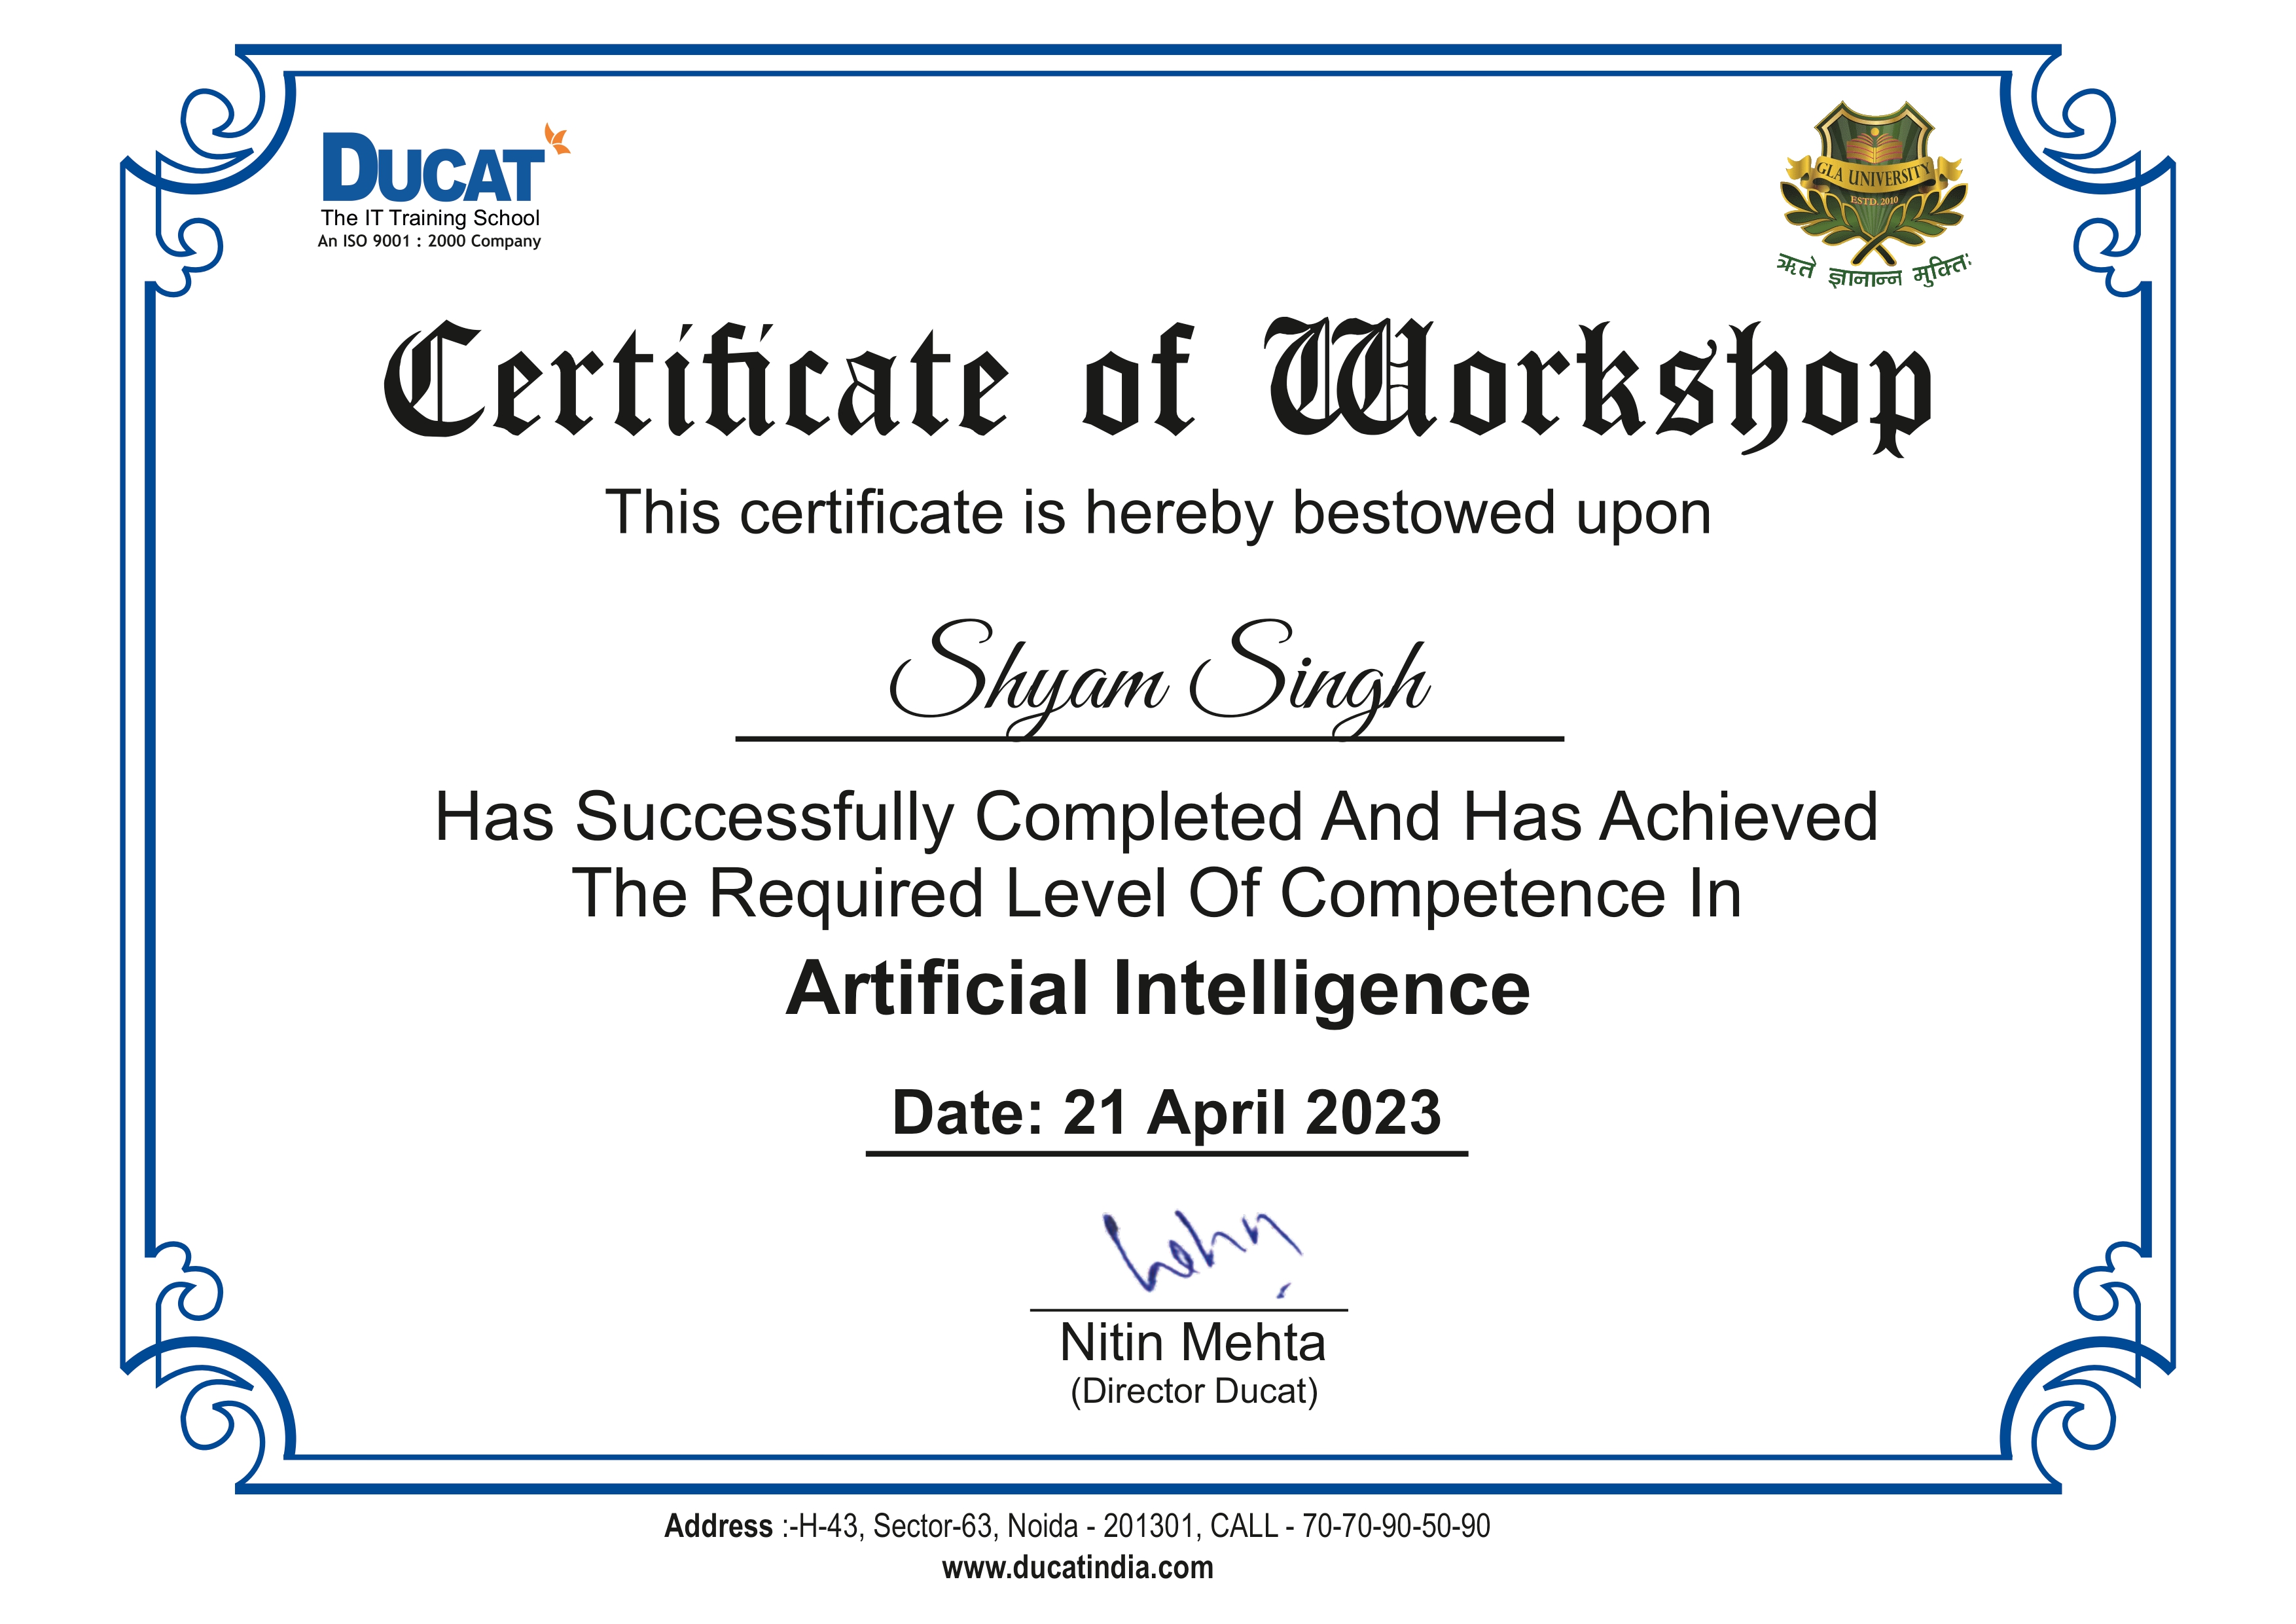 DUCAT
The IT Training School
An ISO 9001 : 2000 Company
GLA UNIVERSITY
ESTD. 2010
ऋते ज्ञानान्न मुक्तिः
Certificate of Workshop
This certificate is hereby bestowed upon
Shyam Singh
Has Successfully Completed And Has Achieved
The Required Level Of Competence In
Artificial Intelligence
Date: 21 April 2023
Nitin Mehta
(Director Ducat)
Address :-H-43, Sector-63, Noida - 201301, CALL - 70-70-90-50-90
www.ducatindia.com